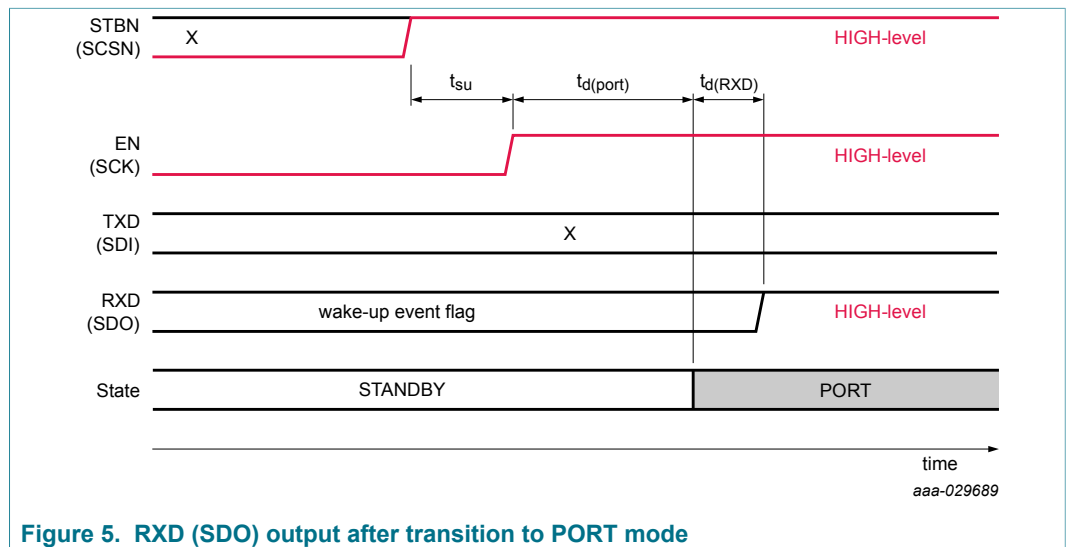 STBN
(SCSN)
X
HIGH-level
tsu
td(port)
td(RXD)
EN
(SCK)
HIGH-level
TXD
(SDI)
X
RXD
(SDO)
wake-up event flag
HIGH-level
State
STANDBY
PORT
time
aaa-029689
Figure 5. RXD (SDO) output after transition to PORT mode